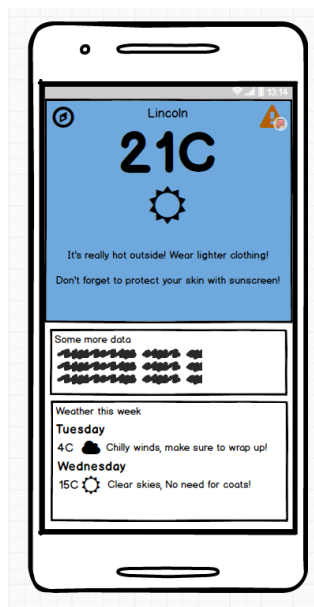 13:14
Lincoln
21C
It's really hot outside! Wear lighter clothing!
Don't forget to protect your skin with sunscreen!
Some more data
Weather this week
Tuesday
4C Chilly winds, make sure to wrap up!
Wednesday
15C Clear skies, No need for coats!